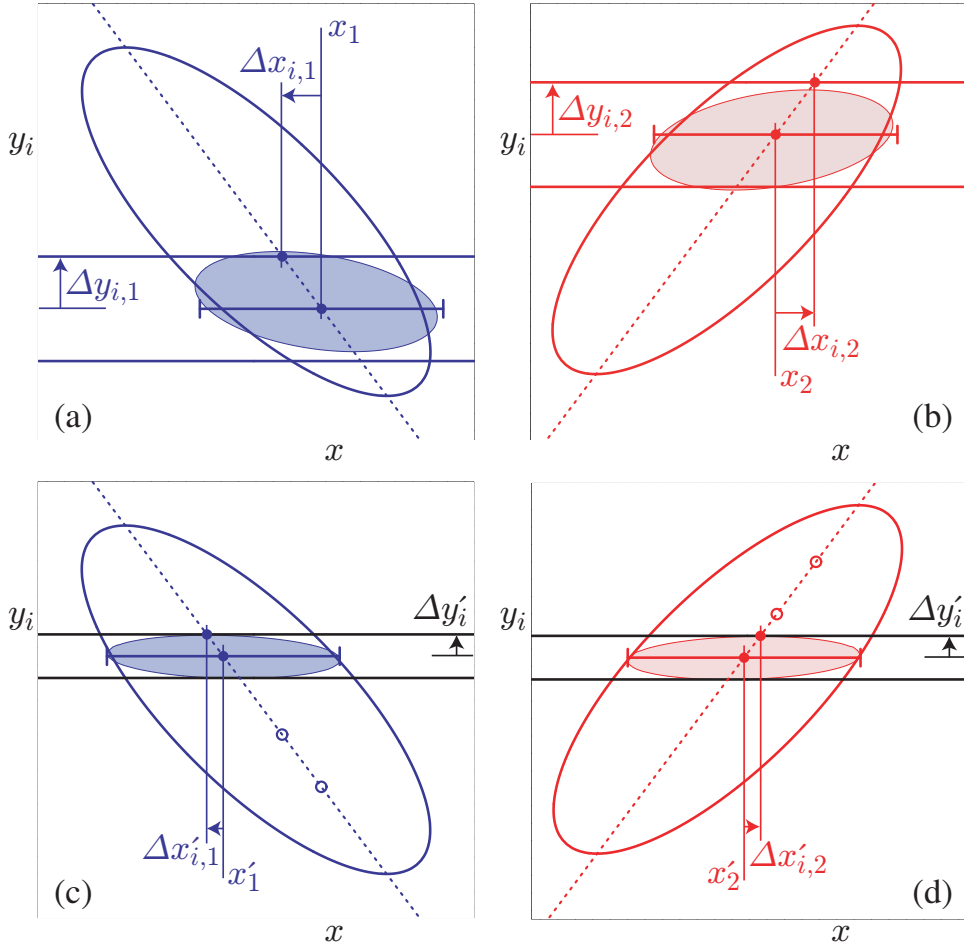 x₁
Δxᵢ,₁
yᵢ
Δyᵢ,₁
(a)
x
yᵢ
Δyᵢ,₂
Δxᵢ,₂
x₂
(b)
x
yᵢ
Δy′ᵢ
Δx′ᵢ,₁
x′₁
(c)
x
yᵢ
Δy′ᵢ
Δx′ᵢ,₂
x′₂
(d)
x